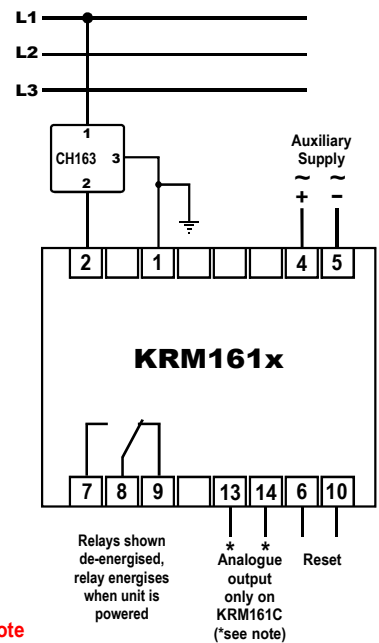 L1
L2
L3
1
CH163 3
2
Auxiliary
Supply
~ ~
+ −
2 1 4 5
KRM161x
7 8 9 13 14 6 10
Relays shown
de-energised,
relay energises
when unit is
powered
* *
Analogue
output
only on
KRM161C
(*see note)
Reset
ote